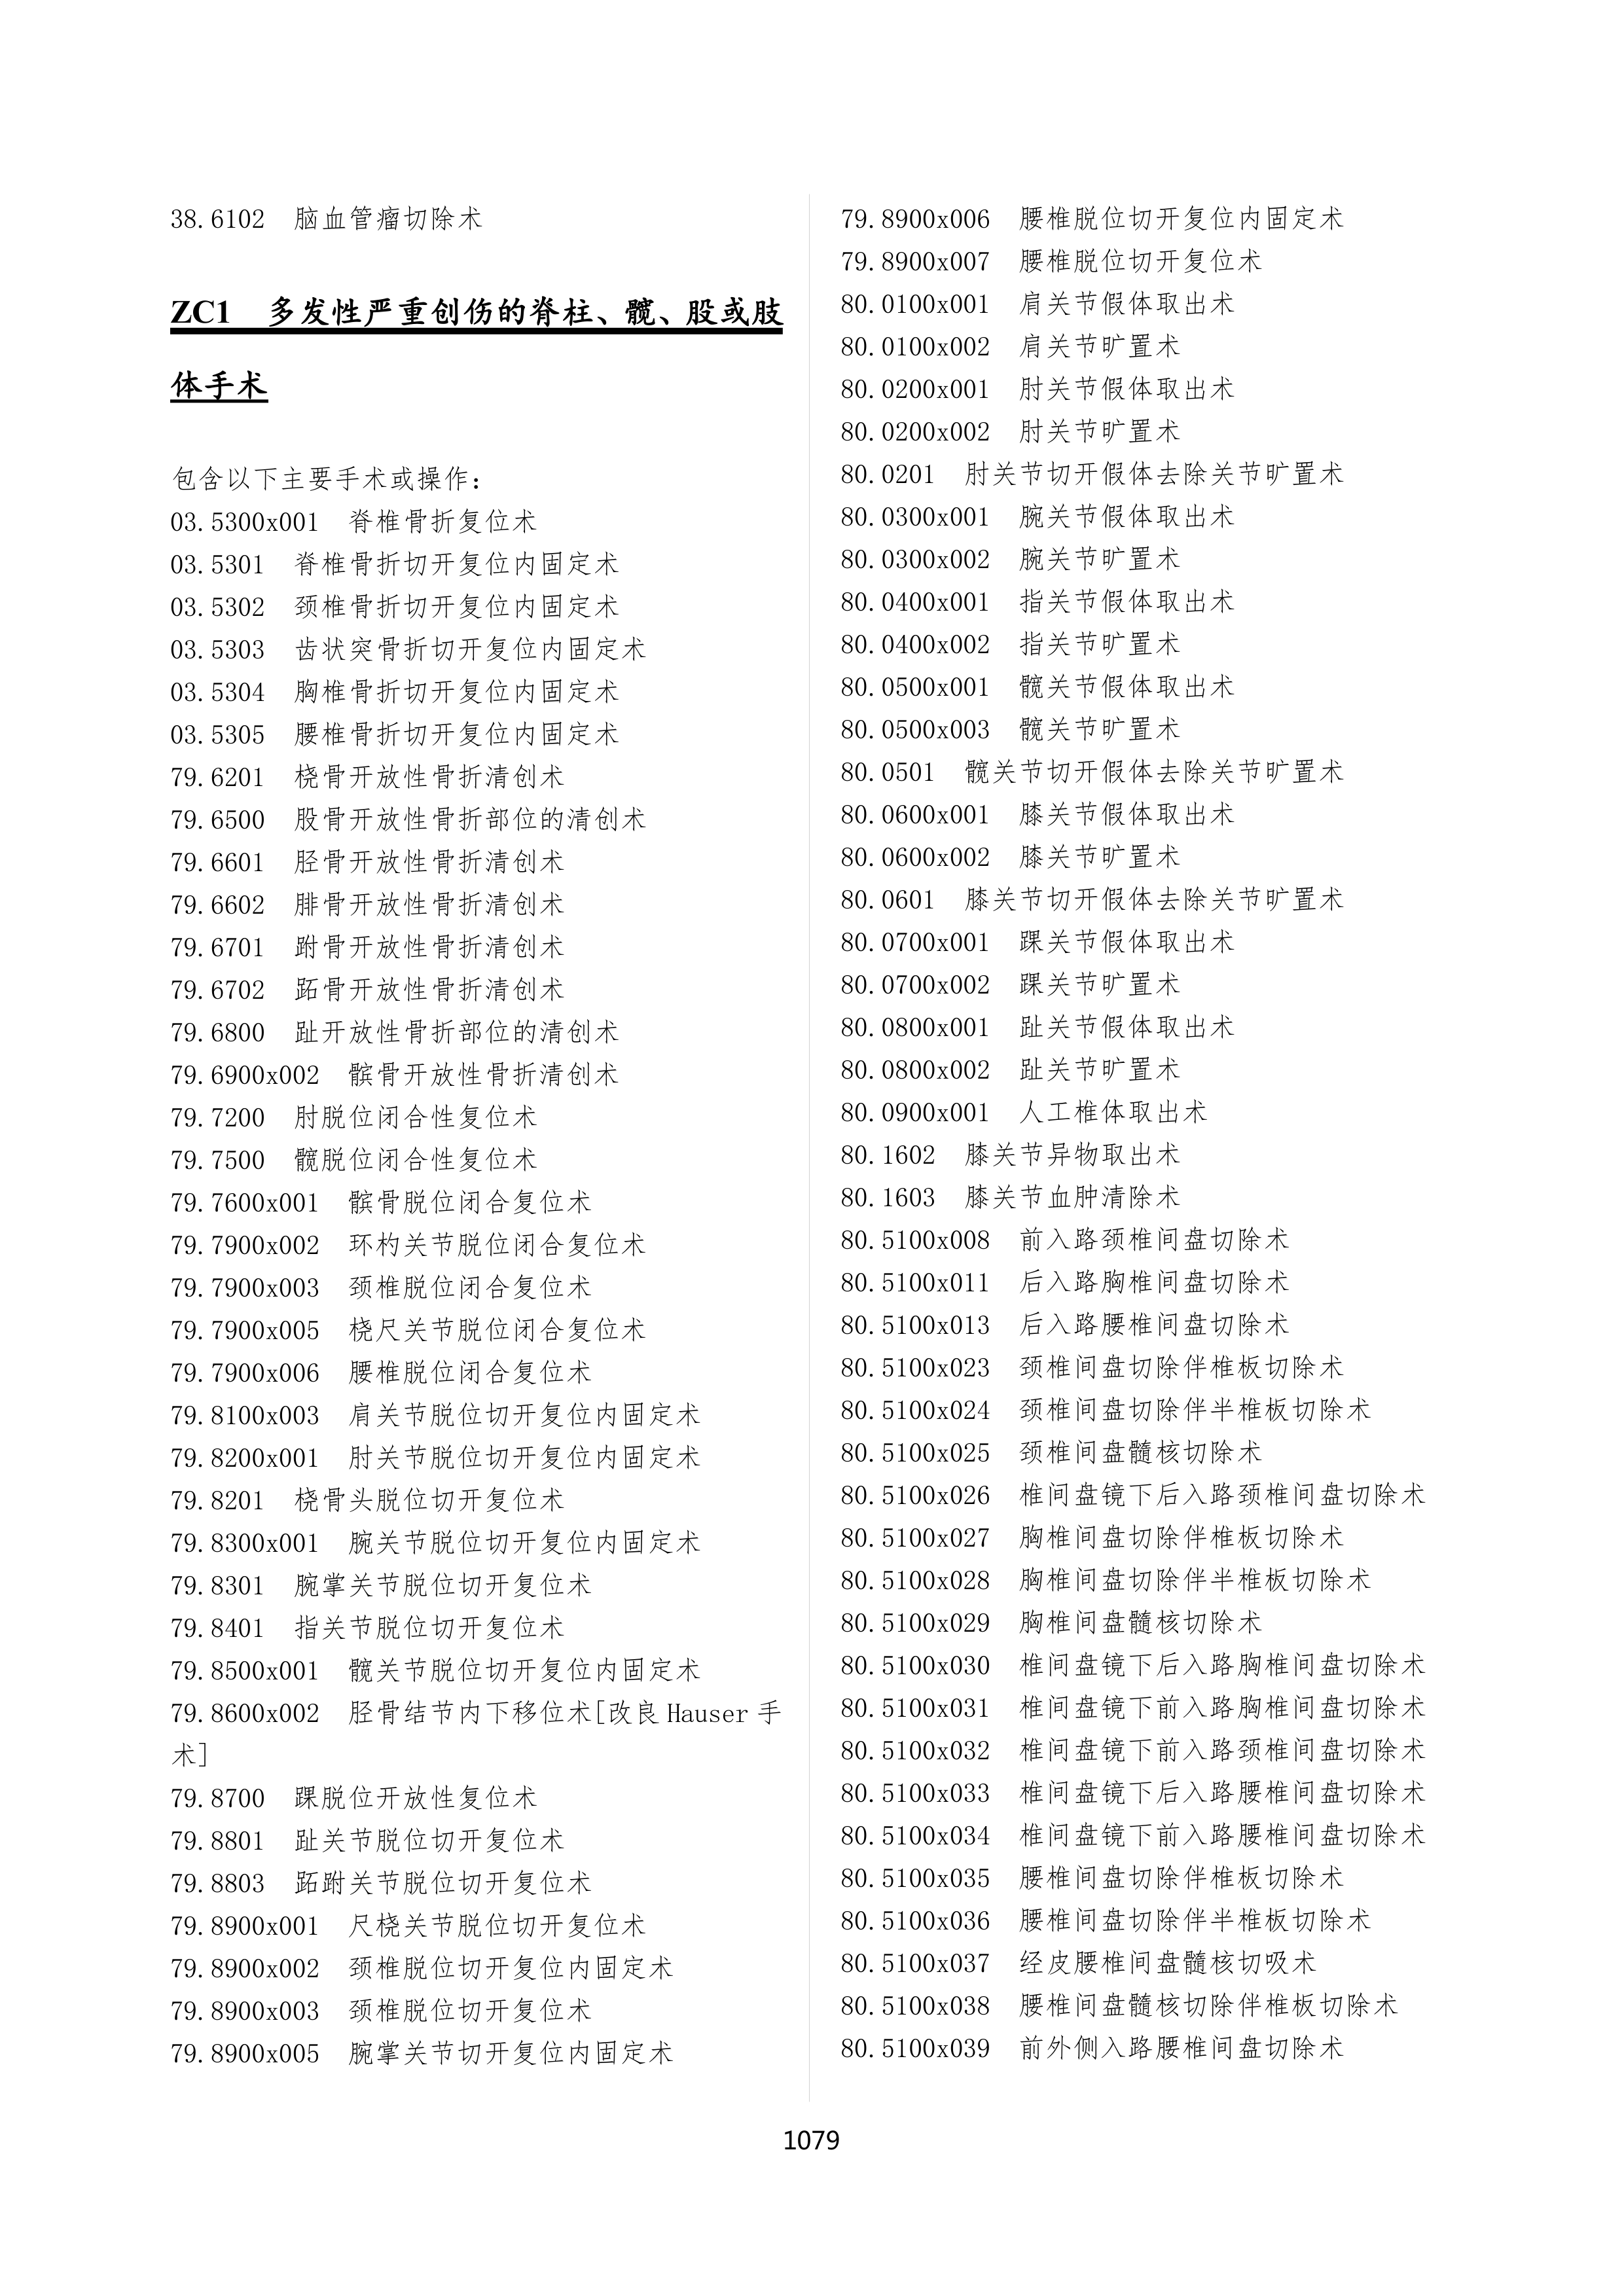 38.6102 脑血管瘤切除术
ZC1 多发性严重创伤的脊柱、髋、股或肢
体手术
包含以下主要手术或操作：
03.5300x001 脊椎骨折复位术
03.5301 脊椎骨折切开复位内固定术
03.5302 颈椎骨折切开复位内固定术
03.5303 齿状突骨折切开复位内固定术
03.5304 胸椎骨折切开复位内固定术
03.5305 腰椎骨折切开复位内固定术
79.6201 桡骨开放性骨折清创术
79.6500 股骨开放性骨折部位的清创术
79.6601 胫骨开放性骨折清创术
79.6602 腓骨开放性骨折清创术
79.6701 跗骨开放性骨折清创术
79.6702 跖骨开放性骨折清创术
79.6800 趾开放性骨折部位的清创术
79.6900x002 髌骨开放性骨折清创术
79.7200 肘脱位闭合性复位术
79.7500 髋脱位闭合性复位术
79.7600x001 髌骨脱位闭合复位术
79.7900x002 环杓关节脱位闭合复位术
79.7900x003 颈椎脱位闭合复位术
79.7900x005 桡尺关节脱位闭合复位术
79.7900x006 腰椎脱位闭合复位术
79.8100x003 肩关节脱位切开复位内固定术
79.8200x001 肘关节脱位切开复位内固定术
79.8201 桡骨头脱位切开复位术
79.8300x001 腕关节脱位切开复位内固定术
79.8301 腕掌关节脱位切开复位术
79.8401 指关节脱位切开复位术
79.8500x001 髋关节脱位切开复位内固定术
79.8600x002 胫骨结节内下移位术[改良 Hauser 手
术]
79.8700 踝脱位开放性复位术
79.8801 趾关节脱位切开复位术
79.8803 跖跗关节脱位切开复位术
79.8900x001 尺桡关节脱位切开复位术
79.8900x002 颈椎脱位切开复位内固定术
79.8900x003 颈椎脱位切开复位术
79.8900x005 腕掌关节切开复位内固定术
79.8900x006 腰椎脱位切开复位内固定术
79.8900x007 腰椎脱位切开复位术
80.0100x001 肩关节假体取出术
80.0100x002 肩关节旷置术
80.0200x001 肘关节假体取出术
80.0200x002 肘关节旷置术
80.0201 肘关节切开假体去除关节旷置术
80.0300x001 腕关节假体取出术
80.0300x002 腕关节旷置术
80.0400x001 指关节假体取出术
80.0400x002 指关节旷置术
80.0500x001 髋关节假体取出术
80.0500x003 髋关节旷置术
80.0501 髋关节切开假体去除关节旷置术
80.0600x001 膝关节假体取出术
80.0600x002 膝关节旷置术
80.0601 膝关节切开假体去除关节旷置术
80.0700x001 踝关节假体取出术
80.0700x002 踝关节旷置术
80.0800x001 趾关节假体取出术
80.0800x002 趾关节旷置术
80.0900x001 人工椎体取出术
80.1602 膝关节异物取出术
80.1603 膝关节血肿清除术
80.5100x008 前入路颈椎间盘切除术
80.5100x011 后入路胸椎间盘切除术
80.5100x013 后入路腰椎间盘切除术
80.5100x023 颈椎间盘切除伴椎板切除术
80.5100x024 颈椎间盘切除伴半椎板切除术
80.5100x025 颈椎间盘髓核切除术
80.5100x026 椎间盘镜下后入路颈椎间盘切除术
80.5100x027 胸椎间盘切除伴椎板切除术
80.5100x028 胸椎间盘切除伴半椎板切除术
80.5100x029 胸椎间盘髓核切除术
80.5100x030 椎间盘镜下后入路胸椎间盘切除术
80.5100x031 椎间盘镜下前入路胸椎间盘切除术
80.5100x032 椎间盘镜下前入路颈椎间盘切除术
80.5100x033 椎间盘镜下后入路腰椎间盘切除术
80.5100x034 椎间盘镜下前入路腰椎间盘切除术
80.5100x035 腰椎间盘切除伴椎板切除术
80.5100x036 腰椎间盘切除伴半椎板切除术
80.5100x037 经皮腰椎间盘髓核切吸术
80.5100x038 腰椎间盘髓核切除伴椎板切除术
80.5100x039 前外侧入路腰椎间盘切除术
1079